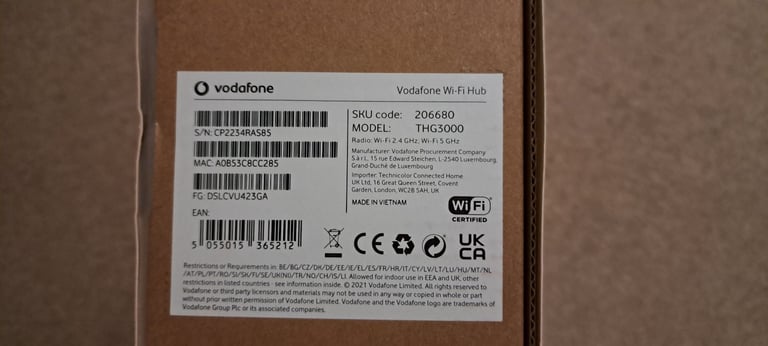 vodafone
Vodafone Wi-Fi Hub
S/N: CP2234RAS85
MAC: A0B53C8CC285
FG: DSLCVU423GA
EAN:
5 055015 365212
SKU code: 206680
MODEL: THG3000
Radio: Wi-Fi 2.4 GHz; Wi-Fi 5 GHz
Manufacturer: Vodafone Procurement Company
S.à r.l., 15 rue Edward Steichen, L-2540 Luxembourg,
Grand-Duché de Luxembourg
Importer: Technicolor Connected Home
UK Ltd, 16 Great Queen Street, Covent
Garden, London, WC2B 5AH, UK
MADE IN VIETNAM
Wi Fi
CERTIFIED
CE
UK
CA
Restrictions or Requirements in: BE/BG/CZ/DK/DE/EE/IE/EL/ES/FR/HR/IT/CY/LV/LT/LU/HU/MT/NL
/AT/PL/PT/RO/SI/SK/FI/SE/UK(NI)/TR/NO/CH/IS/LI. Allowed for indoor use in EEA and UK, other
restrictions in listed countries - see information inside. © 2021 Vodafone Limited. All rights reserved to
Vodafone or third party licensors and materials may not be used in any way or copied in whole or part
without prior written permission of Vodafone Limited. Vodafone and the Vodafone logo are trademarks of
Vodafone Group Plc or its associated companies.